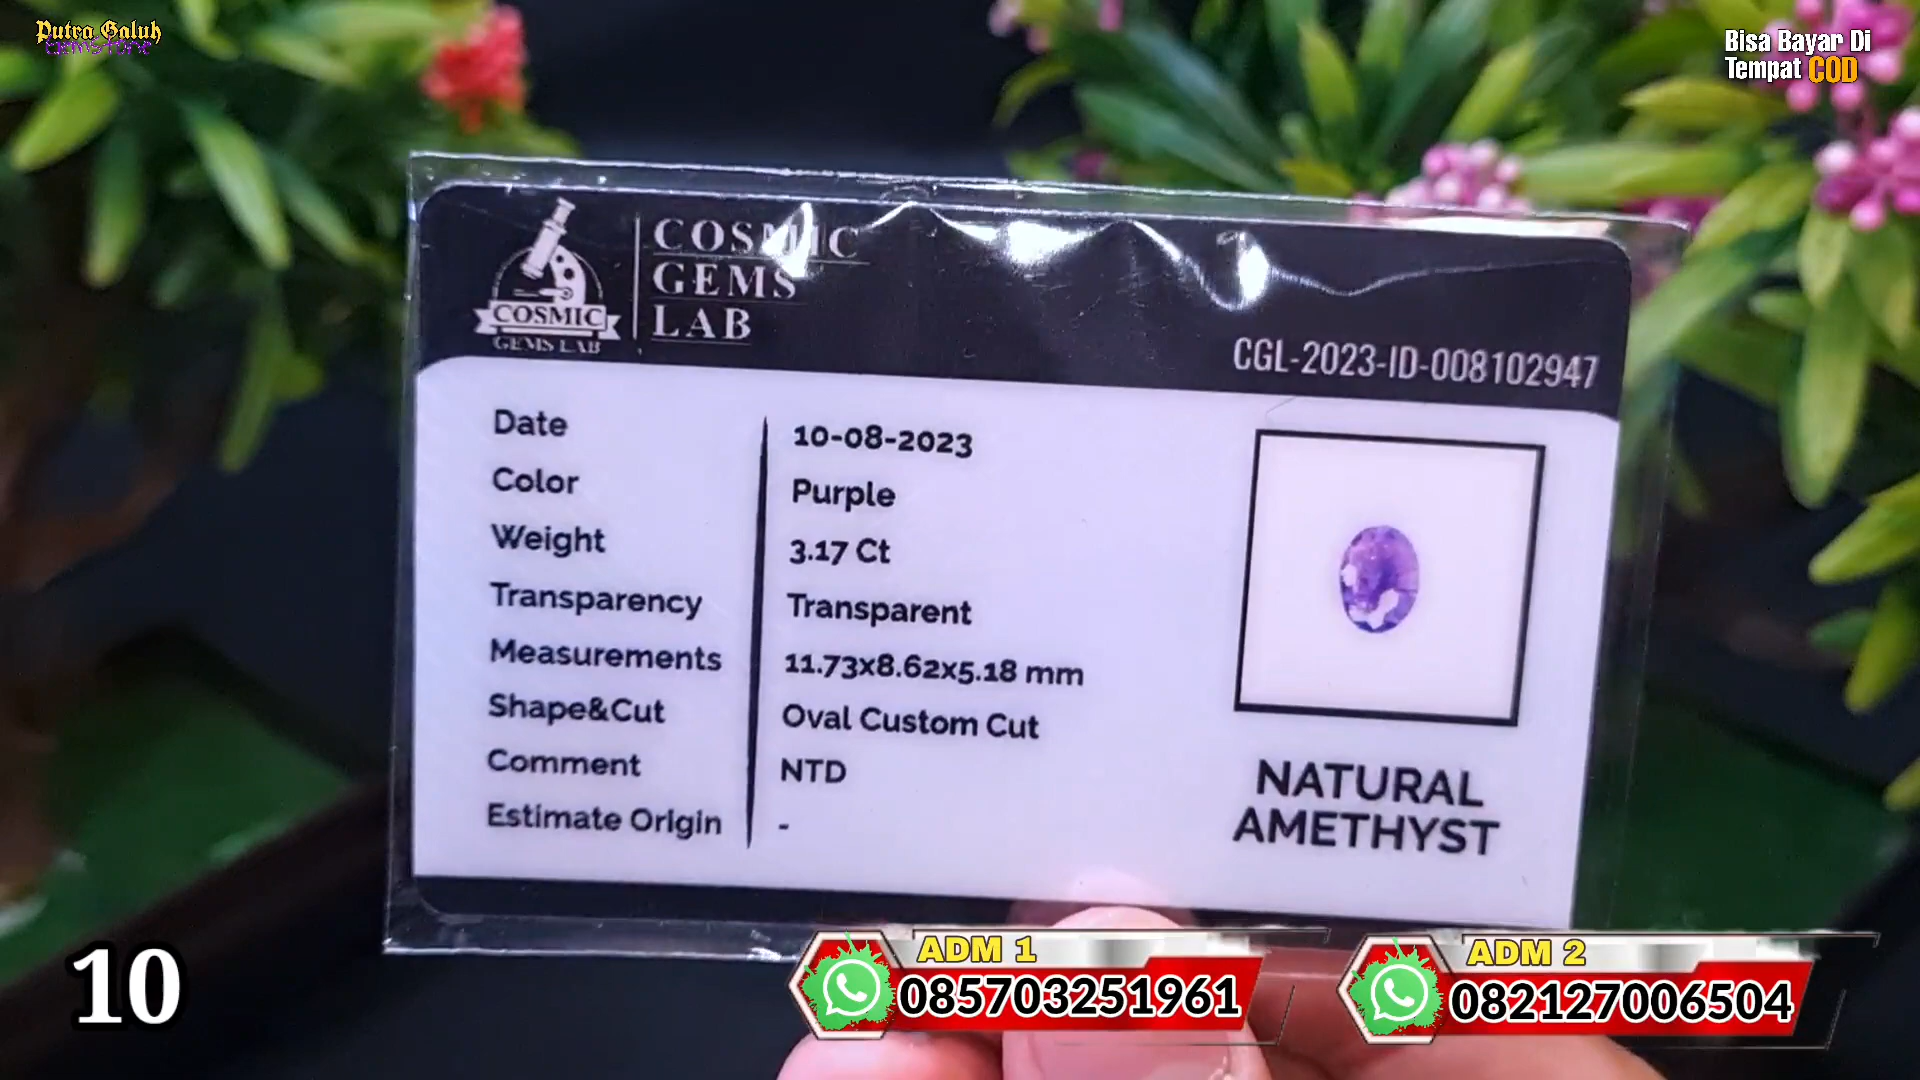 Putra Galuh
Gemstone
Bisa Bayar Di
Tempat COD
COSMIC
GEMS LAB
COSMIC
GEMS
LAB
CGL-2023-ID-008102947
Date 10-08-2023
Color Purple
Weight 3.17 Ct
Transparency Transparent
Measurements 11.73x8.62x5.18 mm
Shape&Cut Oval Custom Cut
Comment NTD
Estimate Origin -
NATURAL
AMETHYST
10
ADM 1
085703251961
ADM 2
082127006504